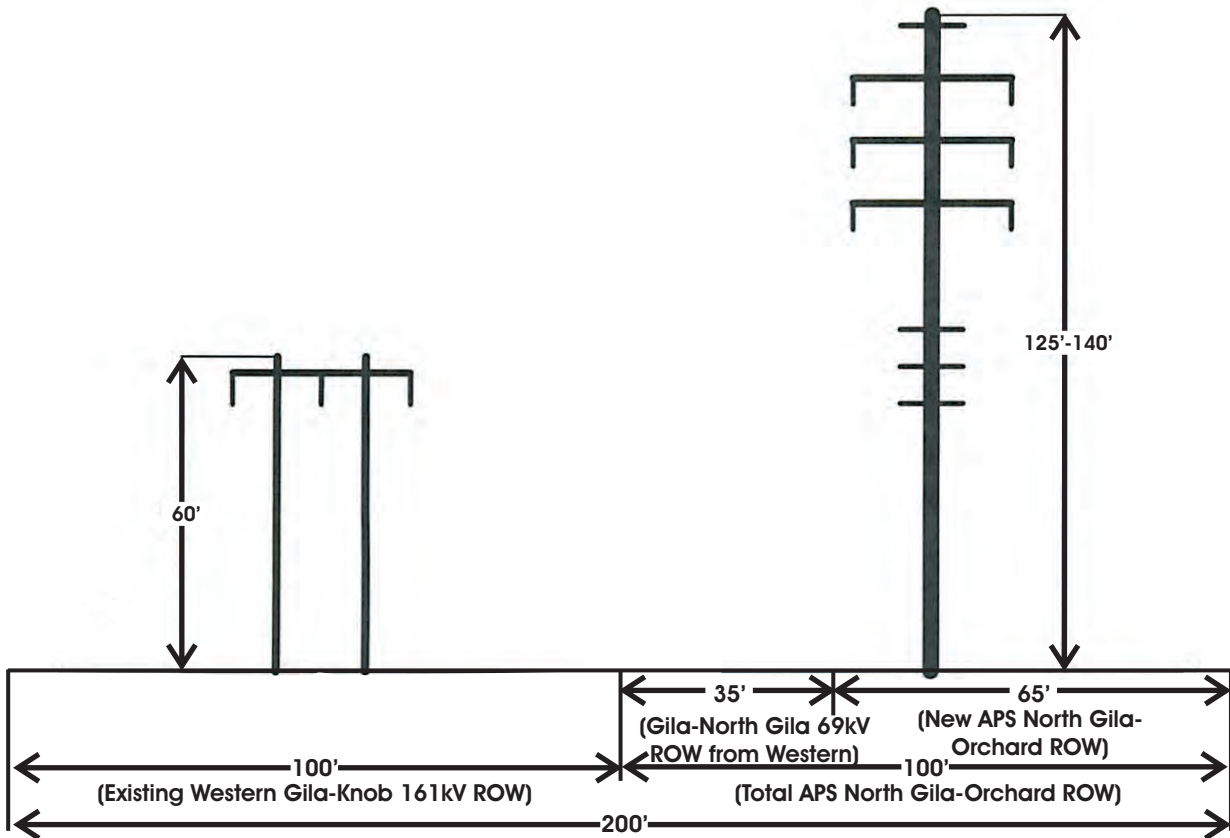 125'-140'
60'
35'
(Gila-North Gila 69kV
ROW from Western)
65'
(New APS North Gila-
Orchard ROW)
100'
(Existing Western Gila-Knob 161kV ROW)
100'
(Total APS North Gila-Orchard ROW)
200'